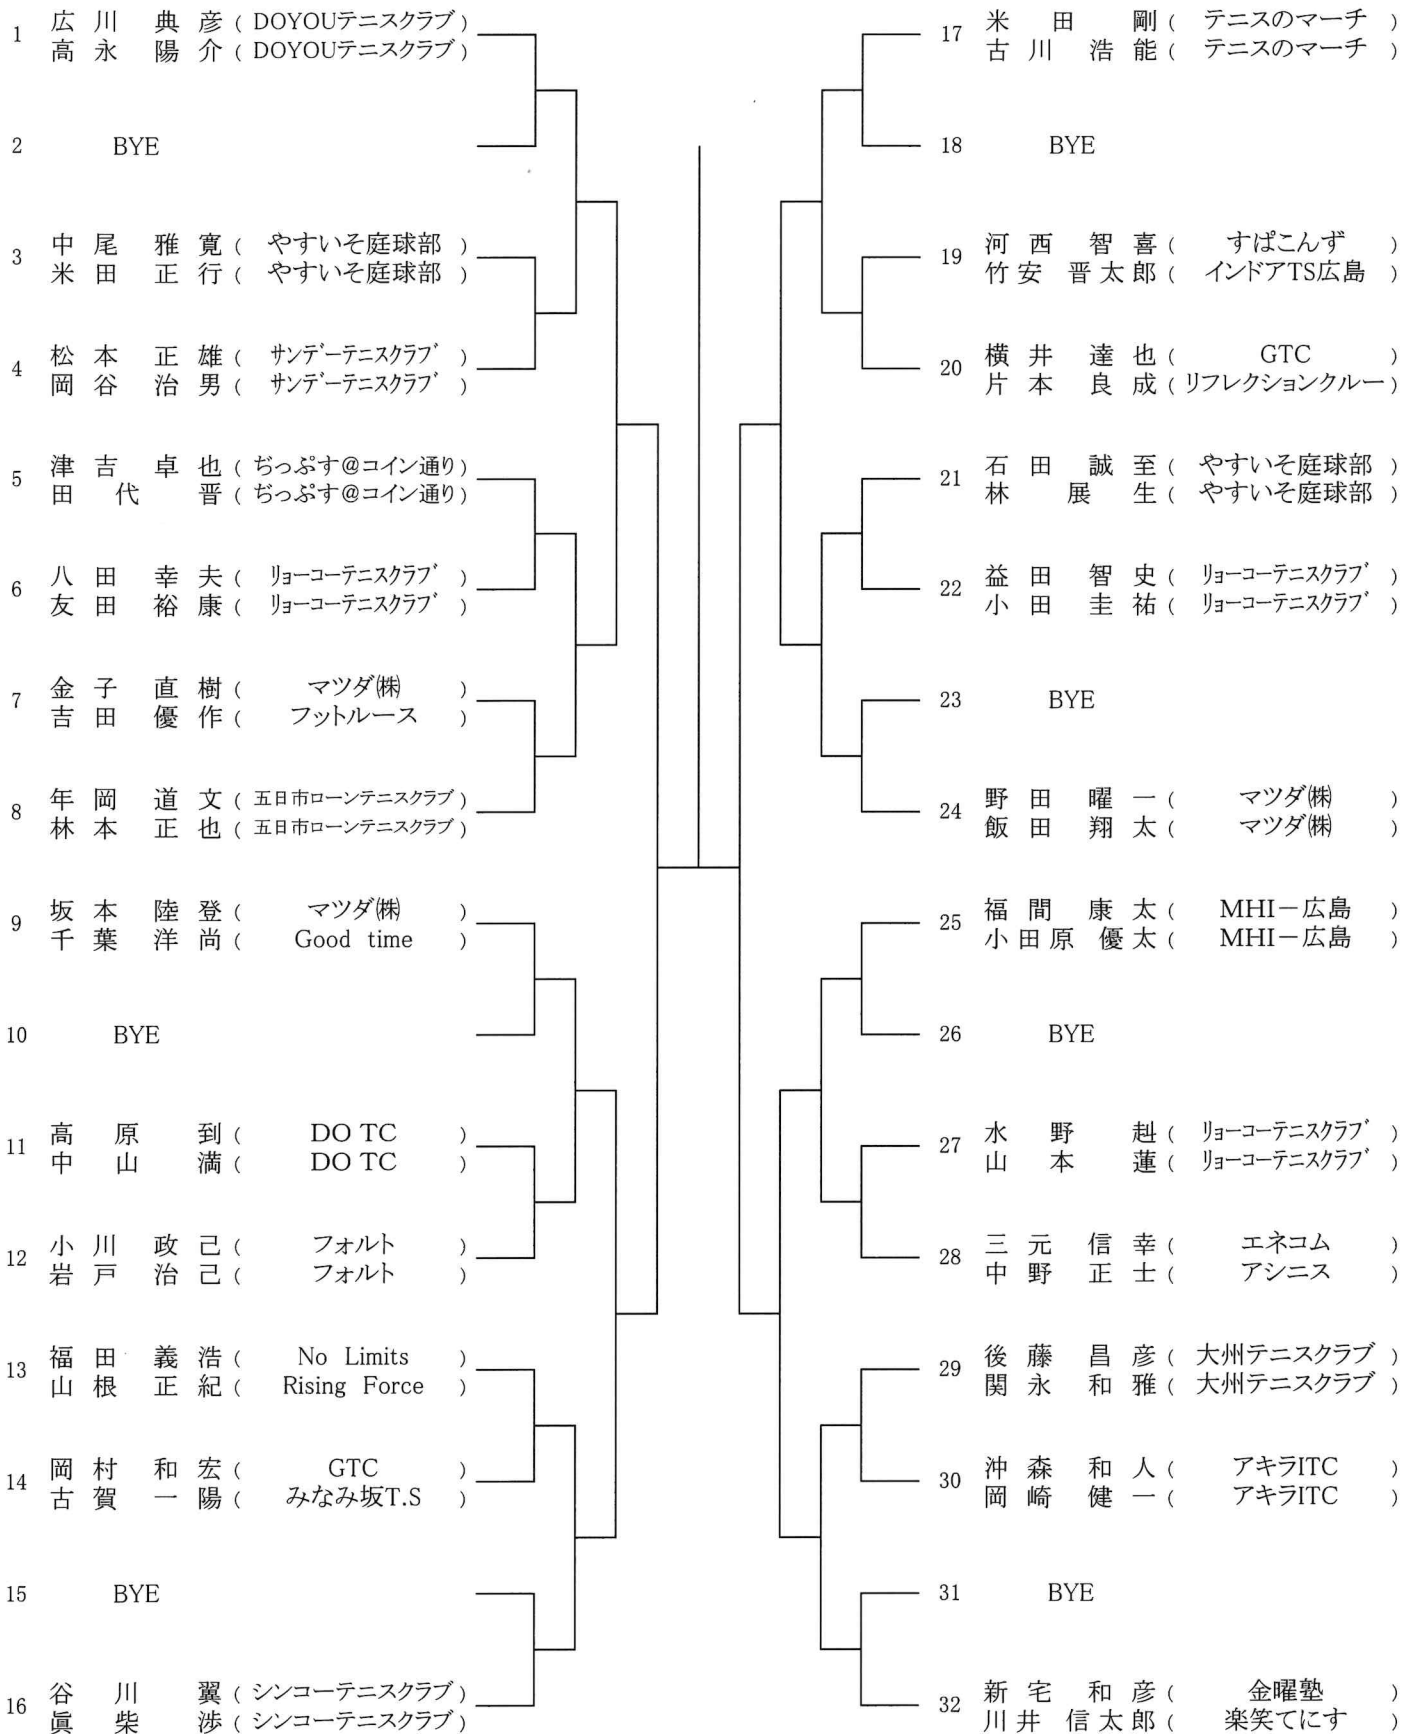 1 広川 典彦 ( DOYOUテニスクラブ )
高永 陽介 ( DOYOUテニスクラブ )
2 BYE
3 中尾 雅寛 ( やすいそ庭球部 )
米田 正行 ( やすいそ庭球部 )
4 松本 正雄 ( サンデーテニスクラブ )
岡谷 治男 ( サンデーテニスクラブ )
5 津吉 卓也 ( ぢっぷす@コイン通り )
田代 晋 ( ぢっぷす@コイン通り )
6 八田 幸夫 ( リョーコーテニスクラブ )
友田 裕康 ( リョーコーテニスクラブ )
7 金子 直樹 ( マツダ㈱ )
吉田 優作 ( フットルース )
8 年岡 道文 ( 五日市ローンテニスクラブ )
林本 正也 ( 五日市ローンテニスクラブ )
9 坂本 陸登 ( マツダ㈱ )
千葉 洋尚 ( Good time )
10 BYE
11 高原 到 ( DO TC )
中山 満 ( DO TC )
12 小川 政己 ( フォルト )
岩戸 治己 ( フォルト )
13 福田 義浩 ( No Limits )
山根 正紀 ( Rising Force )
14 岡村 和宏 ( GTC )
古賀 一陽 ( みなみ坂T.S )
15 BYE
16 谷川 翼 ( シンコーテニスクラブ )
眞柴 渉 ( シンコーテニスクラブ )
17 米田 剛 ( テニスのマーチ )
古川 浩能 ( テニスのマーチ )
18 BYE
19 河西 智喜 ( すぱこんず )
竹安 晋太郎 ( インドアTS広島 )
20 横井 達也 ( GTC )
片本 良成 ( リフレクションクルー )
21 石田 誠至 ( やすいそ庭球部 )
林 展生 ( やすいそ庭球部 )
22 益田 智史 ( リョーコーテニスクラブ )
小田 圭祐 ( リョーコーテニスクラブ )
23 BYE
24 野田 曜一 ( マツダ㈱ )
飯田 翔太 ( マツダ㈱ )
25 福間 康太 ( MHI－広島 )
小田原 優太 ( MHI－広島 )
26 BYE
27 水野 赳 ( リョーコーテニスクラブ )
山本 蓮 ( リョーコーテニスクラブ )
28 三元 信幸 ( エネコム )
中野 正士 ( アシニス )
29 後藤 昌彦 ( 大州テニスクラブ )
関永 和雅 ( 大州テニスクラブ )
30 沖森 和人 ( アキラITC )
岡崎 健一 ( アキラITC )
31 BYE
32 新宅 和彦 ( 金曜塾 )
川井 信太郎 ( 楽笑てにす )